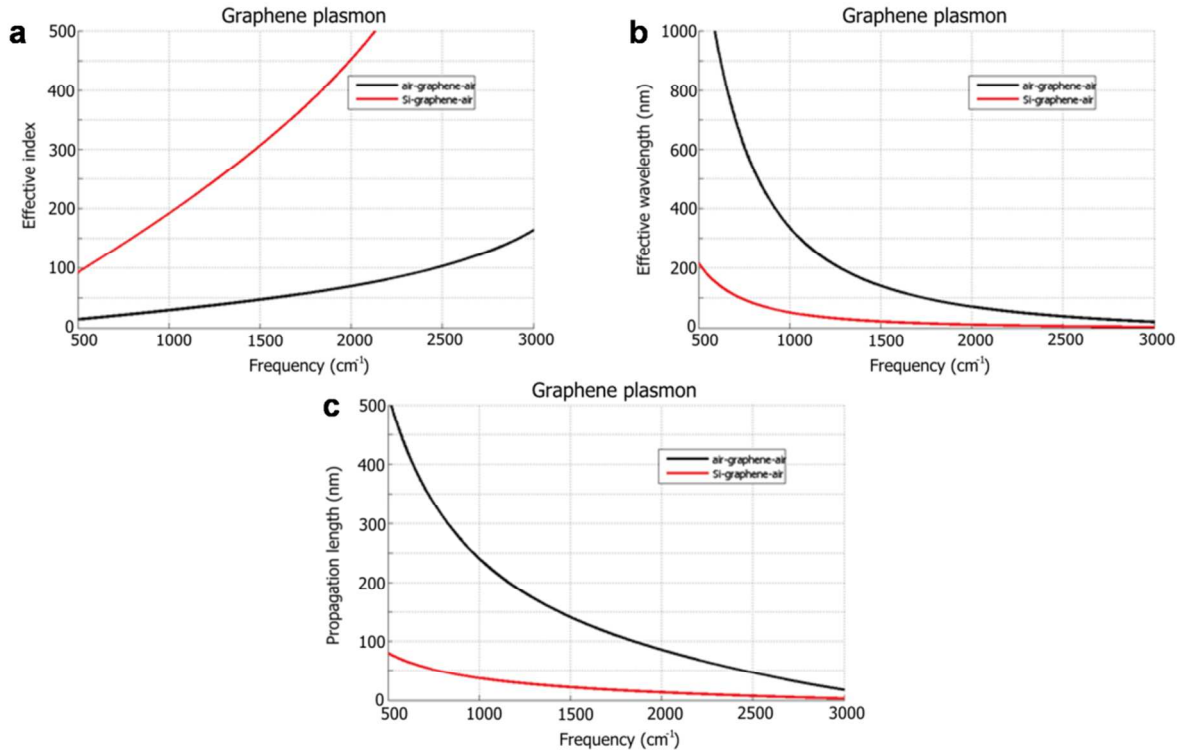 a
Graphene plasmon
500
400
300
200
100
0
Effective index
air-graphene-air
Si-graphene-air
500 1000 1500 2000 2500 3000
Frequency (cm⁻¹)
b
Graphene plasmon
1000
800
600
400
200
0
Effective wavelength (nm)
air-graphene-air
Si-graphene-air
500 1000 1500 2000 2500 3000
Frequency (cm⁻¹)
c
Graphene plasmon
500
400
300
200
100
0
Propagation length (nm)
air-graphene-air
Si-graphene-air
500 1000 1500 2000 2500 3000
Frequency (cm⁻¹)